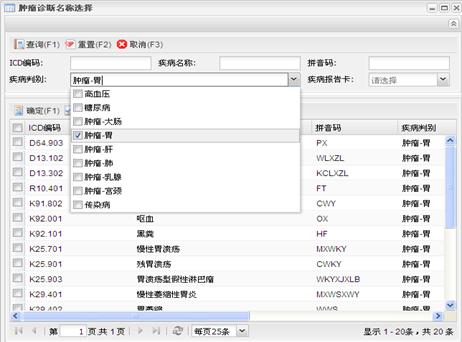 肿瘤诊断名称选择
查询(F1) 重置(F2) 取消(F3)
ICD编码: 疾病名称: 拼音码:
疾病判别: 肿瘤-胃 疾病报告卡: 请选择
高血压
糖尿病
肿瘤-大肠
肿瘤-胃
肿瘤-肝
肿瘤-肺
肿瘤-乳腺
肿瘤-宫颈
传染病
确定(F1)
ICD编码 拼音码 疾病判别
D64.903 PX 肿瘤-胃
D13.102 WLXZL 肿瘤-胃
D13.302 KCLXZL 肿瘤-胃
R10.401 FT 肿瘤-胃
K91.802 CWY 肿瘤-胃
K92.001 呕血 OX 肿瘤-胃
K92.101 黑粪 HF 肿瘤-胃
K25.701 慢性胃溃疡 MXWKY 肿瘤-胃
K25.901 残胃溃疡 CWKY 肿瘤-胃
K25.903 胃溃疡型假性淋巴瘤 WKYXJXLB 肿瘤-胃
K29.401 慢性萎缩性胃炎 MXWSXWY 肿瘤-胃
K29.402 胃萎缩 WWS 肿瘤-胃
第 1 页,共 1 页 每页25条 显示 1 - 20条，共 20 条